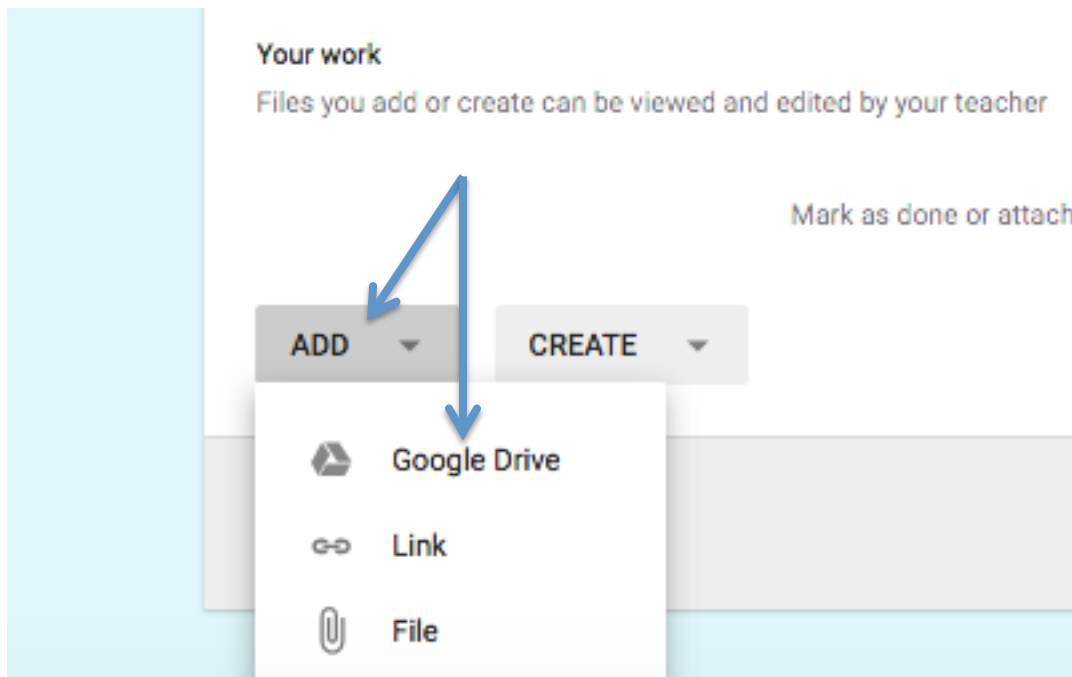 Your work
Files you add or create can be viewed and edited by your teacher
Mark as done or attach
ADD CREATE
Google Drive
Link
File